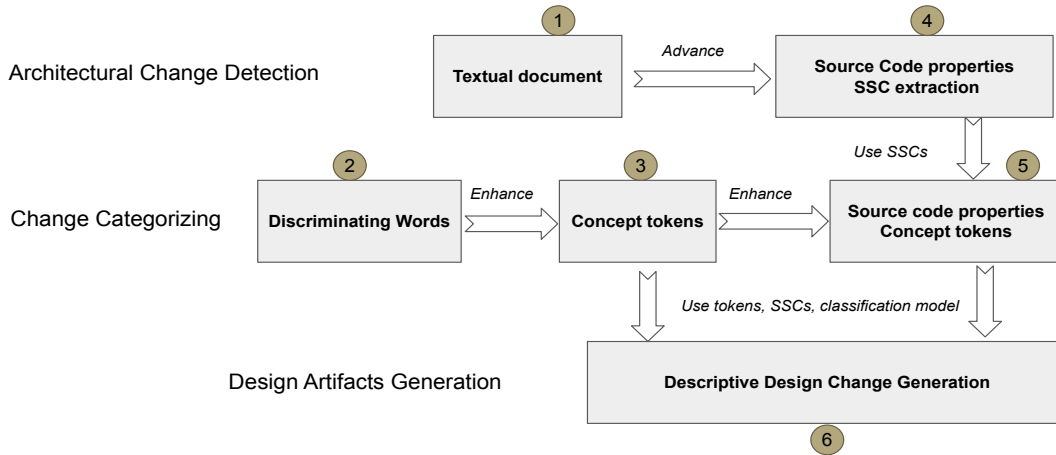 1
4
Architectural Change Detection
Textual document
Advance
Source Code properties
SSC extraction
Use SSCs
2
3
5
Change Categorizing
Discriminating Words
Enhance
Concept tokens
Enhance
Source code properties
Concept tokens
Use tokens, SSCs, classification model
Design Artifacts Generation
Descriptive Design Change Generation
6